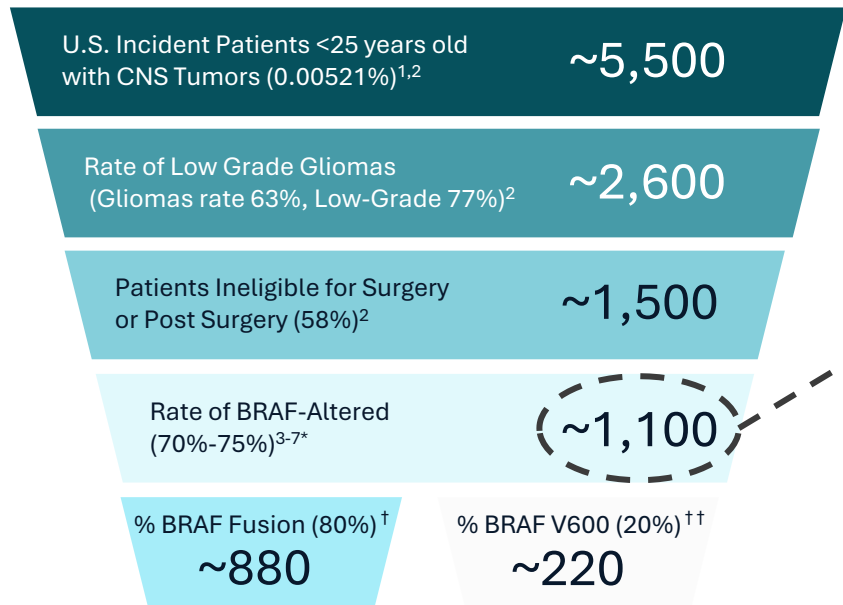 U.S. Incident Patients <25 years old
with CNS Tumors (0.00521%)1,2
~5,500
Rate of Low Grade Gliomas
(Gliomas rate 63%, Low-Grade 77%)2
~2,600
Patients Ineligible for Surgery
or Post Surgery (58%)2
~1,500
Rate of BRAF-Altered
(70%-75%)3-7*
~1,100
% BRAF Fusion (80%)†
~880
% BRAF V600 (20%)††
~220